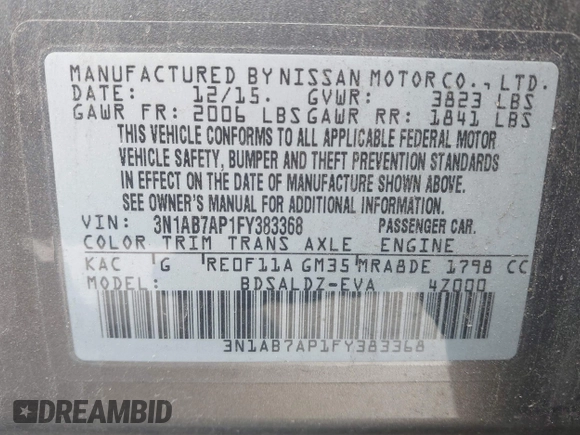 MANUFACTURED BY NISSAN MOTOR CO., LTD.
DATE: 12/15. GVWR: 3823 LBS
GAWR FR: 2006 LBS GAWR RR: 1841 LBS
THIS VEHICLE CONFORMS TO ALL APPLICABLE FEDERAL MOTOR
VEHICLE SAFETY, BUMPER AND THEFT PREVENTION STANDARDS
IN EFFECT ON THE DATE OF MANUFACTURE SHOWN ABOVE.
SEE OWNER'S MANUAL FOR ADDITIONAL INFORMATION
VIN: 3N1AB7AP1FY383368 PASSENGER CAR.
COLOR TRIM TRANS AXLE ENGINE
KAC G RE0F11A GM35 MRA8DE 1798 CC
MODEL: BDSALDZ-EVA 47000
3N1AB7AP1FY383368
DREAMBID